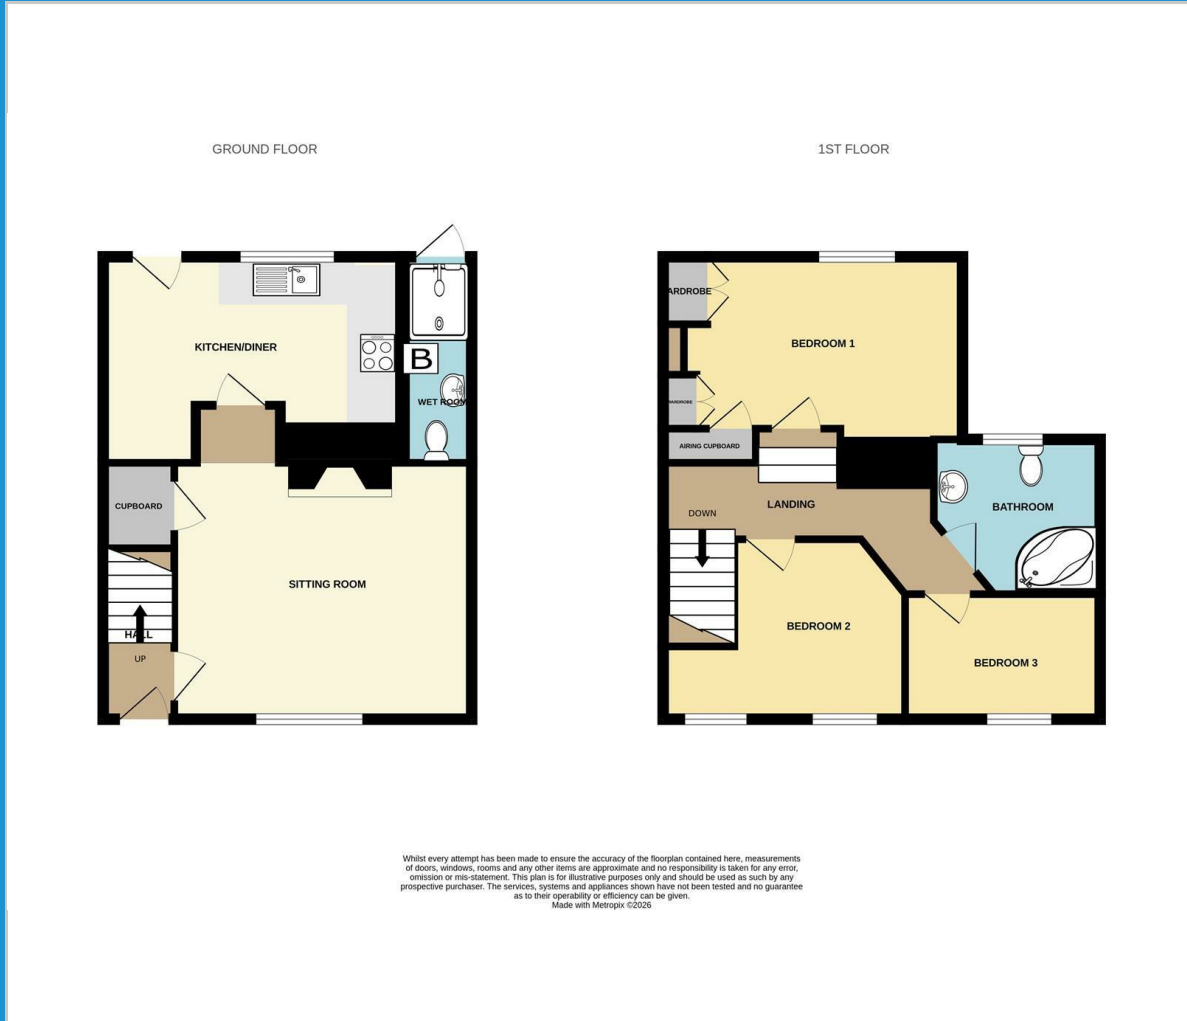 GROUND FLOOR
KITCHEN/DINER
B
WET ROOM
CUPBOARD
SITTING ROOM
HALL
UP
1ST FLOOR
ARDROBE
BEDROOM 1
WARDROBE
AIRING CUPBOARD
LANDING
DOWN
BATHROOM
BEDROOM 2
BEDROOM 3
Whilst every attempt has been made to ensure the accuracy of the floorplan contained here, measurements
of doors, windows, rooms and any other items are approximate and no responsibility is taken for any error,
omission or mis-statement. This plan is for illustrative purposes only and should be used as such by any
prospective purchaser. The services, systems and appliances shown have not been tested and no guarantee
as to their operability or efficiency can be given.
Made with Metropix ©2026